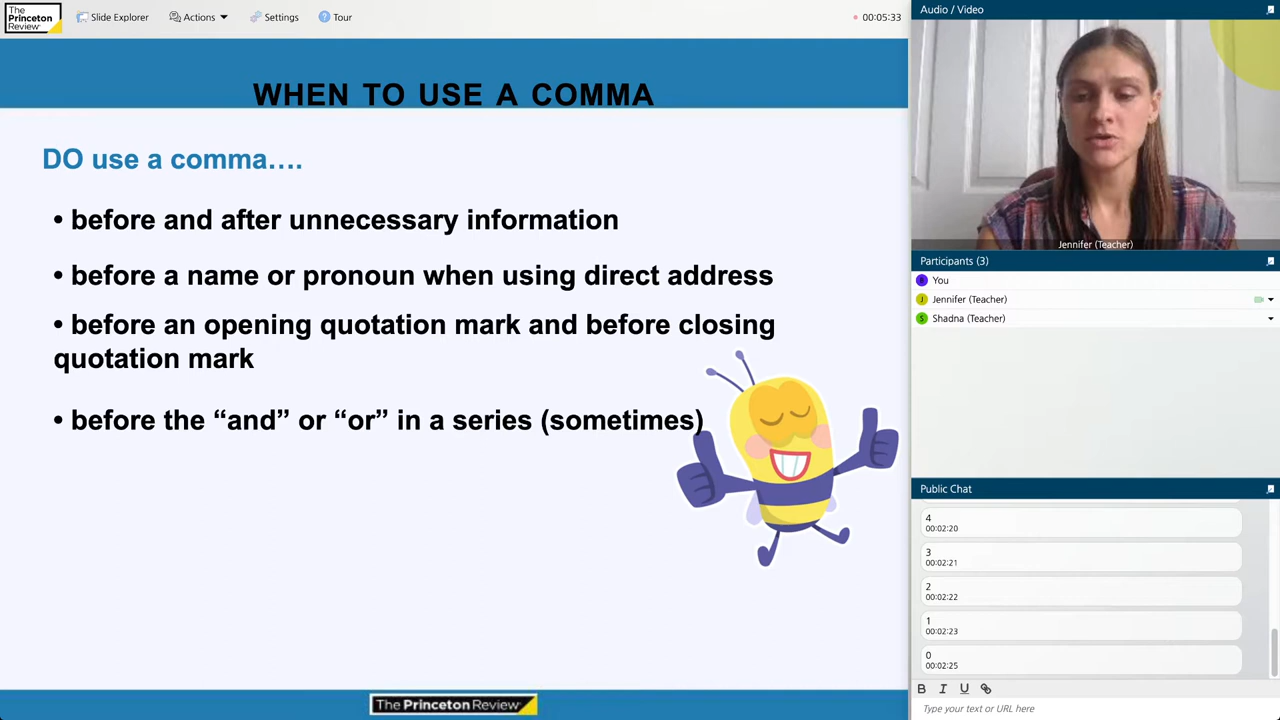 The
Princeton
Review
Slide Explorer
Actions
Settings
Tour
00:05:33
WHEN TO USE A COMMA
DO use a comma….
• before and after unnecessary information
• before a name or pronoun when using direct address
• before an opening quotation mark and before closing
quotation mark
• before the “and” or “or” in a series (sometimes)
The Princeton Review
Audio / Video
Jennifer (Teacher)
Participants (3)
You
J Jennifer (Teacher)
S Shadna (Teacher)
Public Chat
4
00:02:20
3
00:02:21
2
00:02:22
1
00:02:23
0
00:02:25
B I U
Type your text or URL here